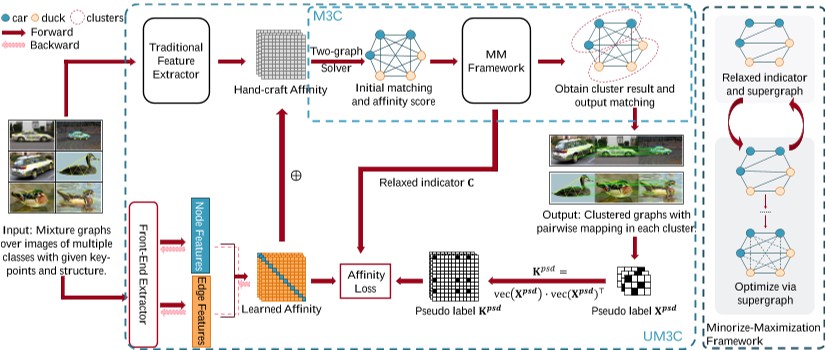 car duck clusters
Forward
Backward
M3C
Traditional
Feature
Extractor
Hand-craft Affinity
Two-graph
Solver
Initial matching
and affinity score
MM
Framework
Obtain cluster result and
output matching
Relaxed indicator
and supergraph
Relaxed indicator C
Input: Mixture graphs
over images of multiple
classes with given key-
points and structure.
Output: Clustered graphs with
pairwise mapping in each cluster
Front-End Extractor
Node Features
Edge Features
⊕
Learned Affinity
Affinity
Loss
Pseudo label K^psd
K^psd =
vec(X^psd) · vec(X^psd)^⊤
Pseudo label X^psd
UM3C
......
Optimize via
supergraph
Minorize-Maximization
Framework